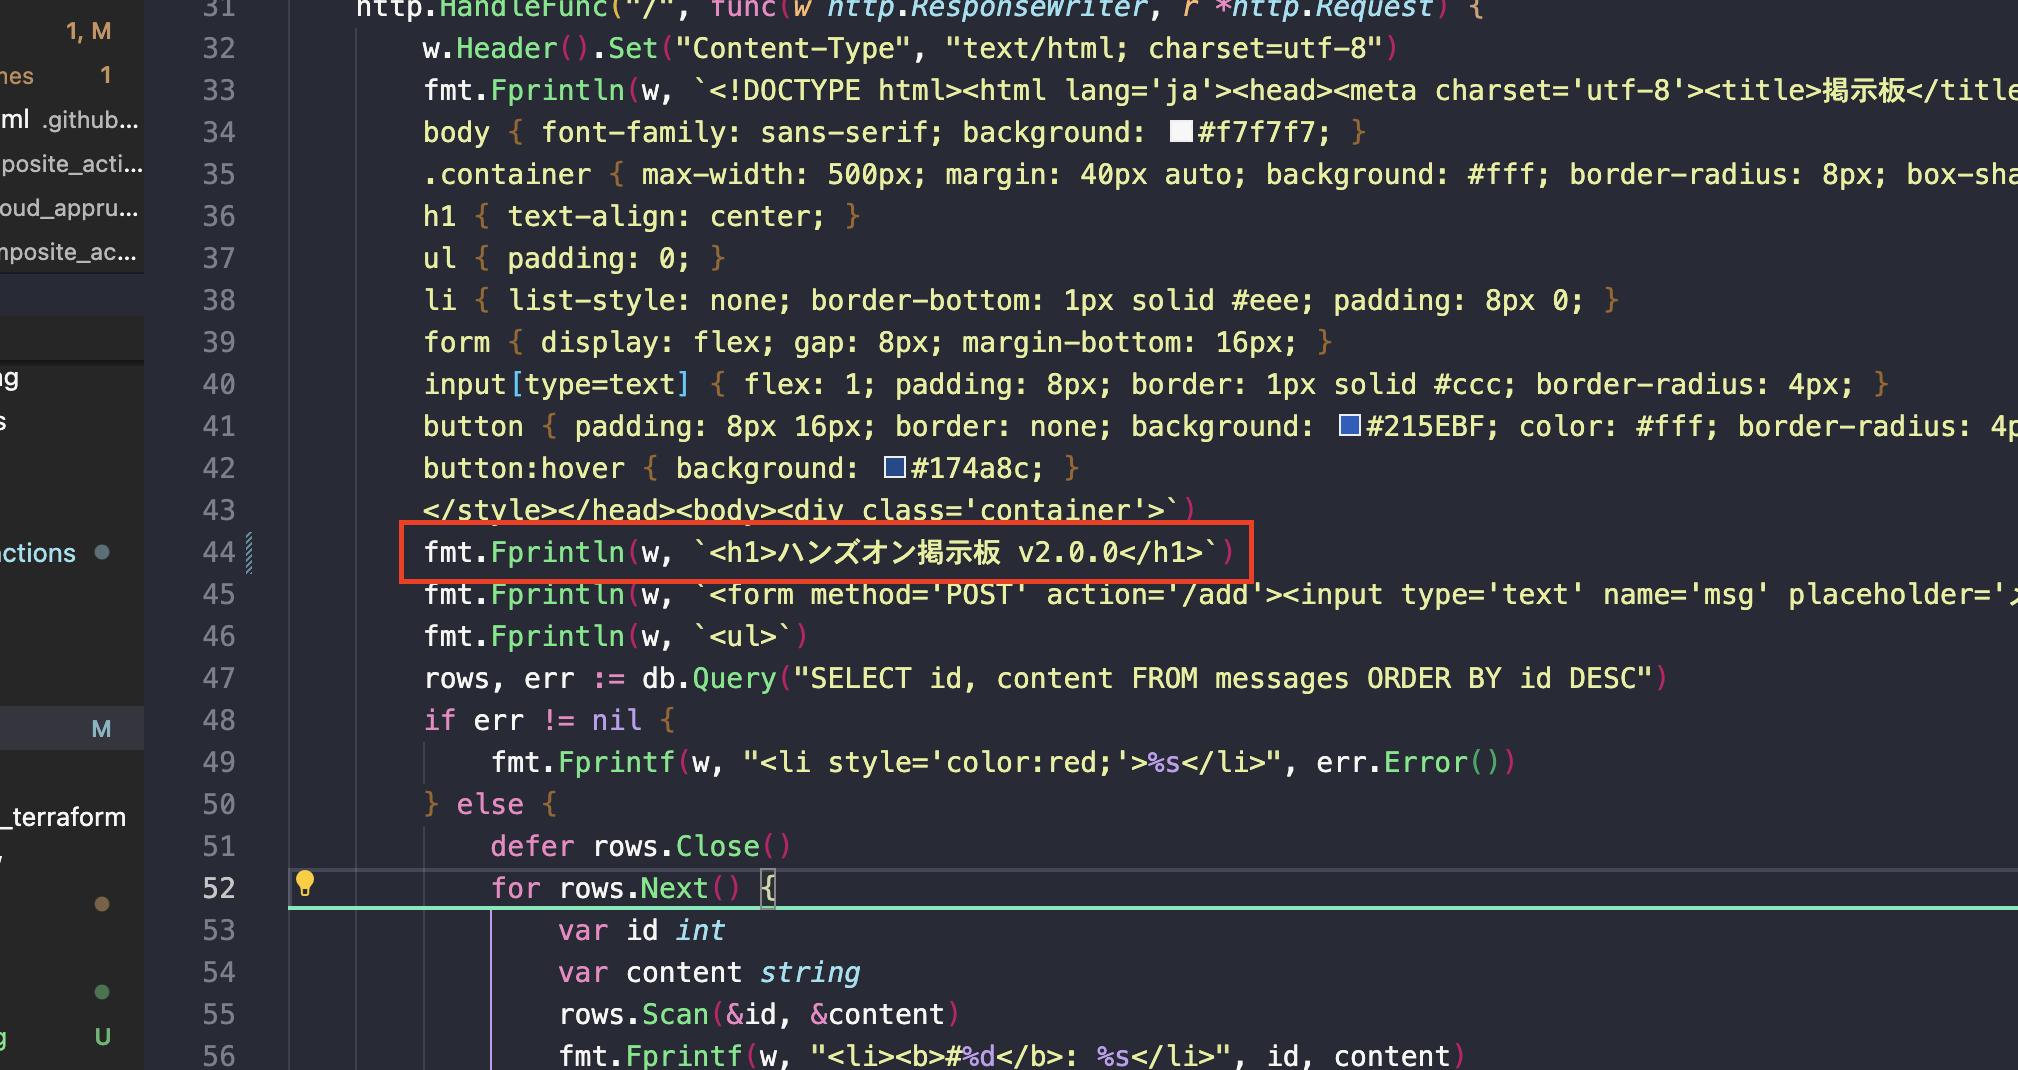 1, M
nes 1
ml .github...
posite_acti...
oud_appru...
mposite_ac...
ng
s
ctions
M
_terraform
U
31 http.HandleFunc("/", func(w http.ResponseWriter, r *http.Request) {
32 w.Header().Set("Content-Type", "text/html; charset=utf-8")
33 fmt.Fprintln(w, `<!DOCTYPE html><html lang='ja'><head><meta charset='utf-8'><title>掲示板</title
34 body { font-family: sans-serif; background: #f7f7f7; }
35 .container { max-width: 500px; margin: 40px auto; background: #fff; border-radius: 8px; box-sha
36 h1 { text-align: center; }
37 ul { padding: 0; }
38 li { list-style: none; border-bottom: 1px solid #eee; padding: 8px 0; }
39 form { display: flex; gap: 8px; margin-bottom: 16px; }
40 input[type=text] { flex: 1; padding: 8px; border: 1px solid #ccc; border-radius: 4px; }
41 button { padding: 8px 16px; border: none; background: #215EBF; color: #fff; border-radius: 4p
42 button:hover { background: #174a8c; }
43 </style></head><body><div class='container'>`)
44 fmt.Fprintln(w, `<h1>ハンズオン掲示板 v2.0.0</h1>`)
45 fmt.Fprintln(w, `<form method='POST' action='/add'><input type='text' name='msg' placeholder='メ
46 fmt.Fprintln(w, `<ul>`)
47 rows, err := db.Query("SELECT id, content FROM messages ORDER BY id DESC")
48 if err != nil {
49 fmt.Fprintf(w, "<li style='color:red;'>%s</li>", err.Error())
50 } else {
51 defer rows.Close()
52 for rows.Next() {
53 var id int
54 var content string
55 rows.Scan(&id, &content)
56 fmt.Fprintf(w, "<li><b>#%d</b>: %s</li>", id, content)